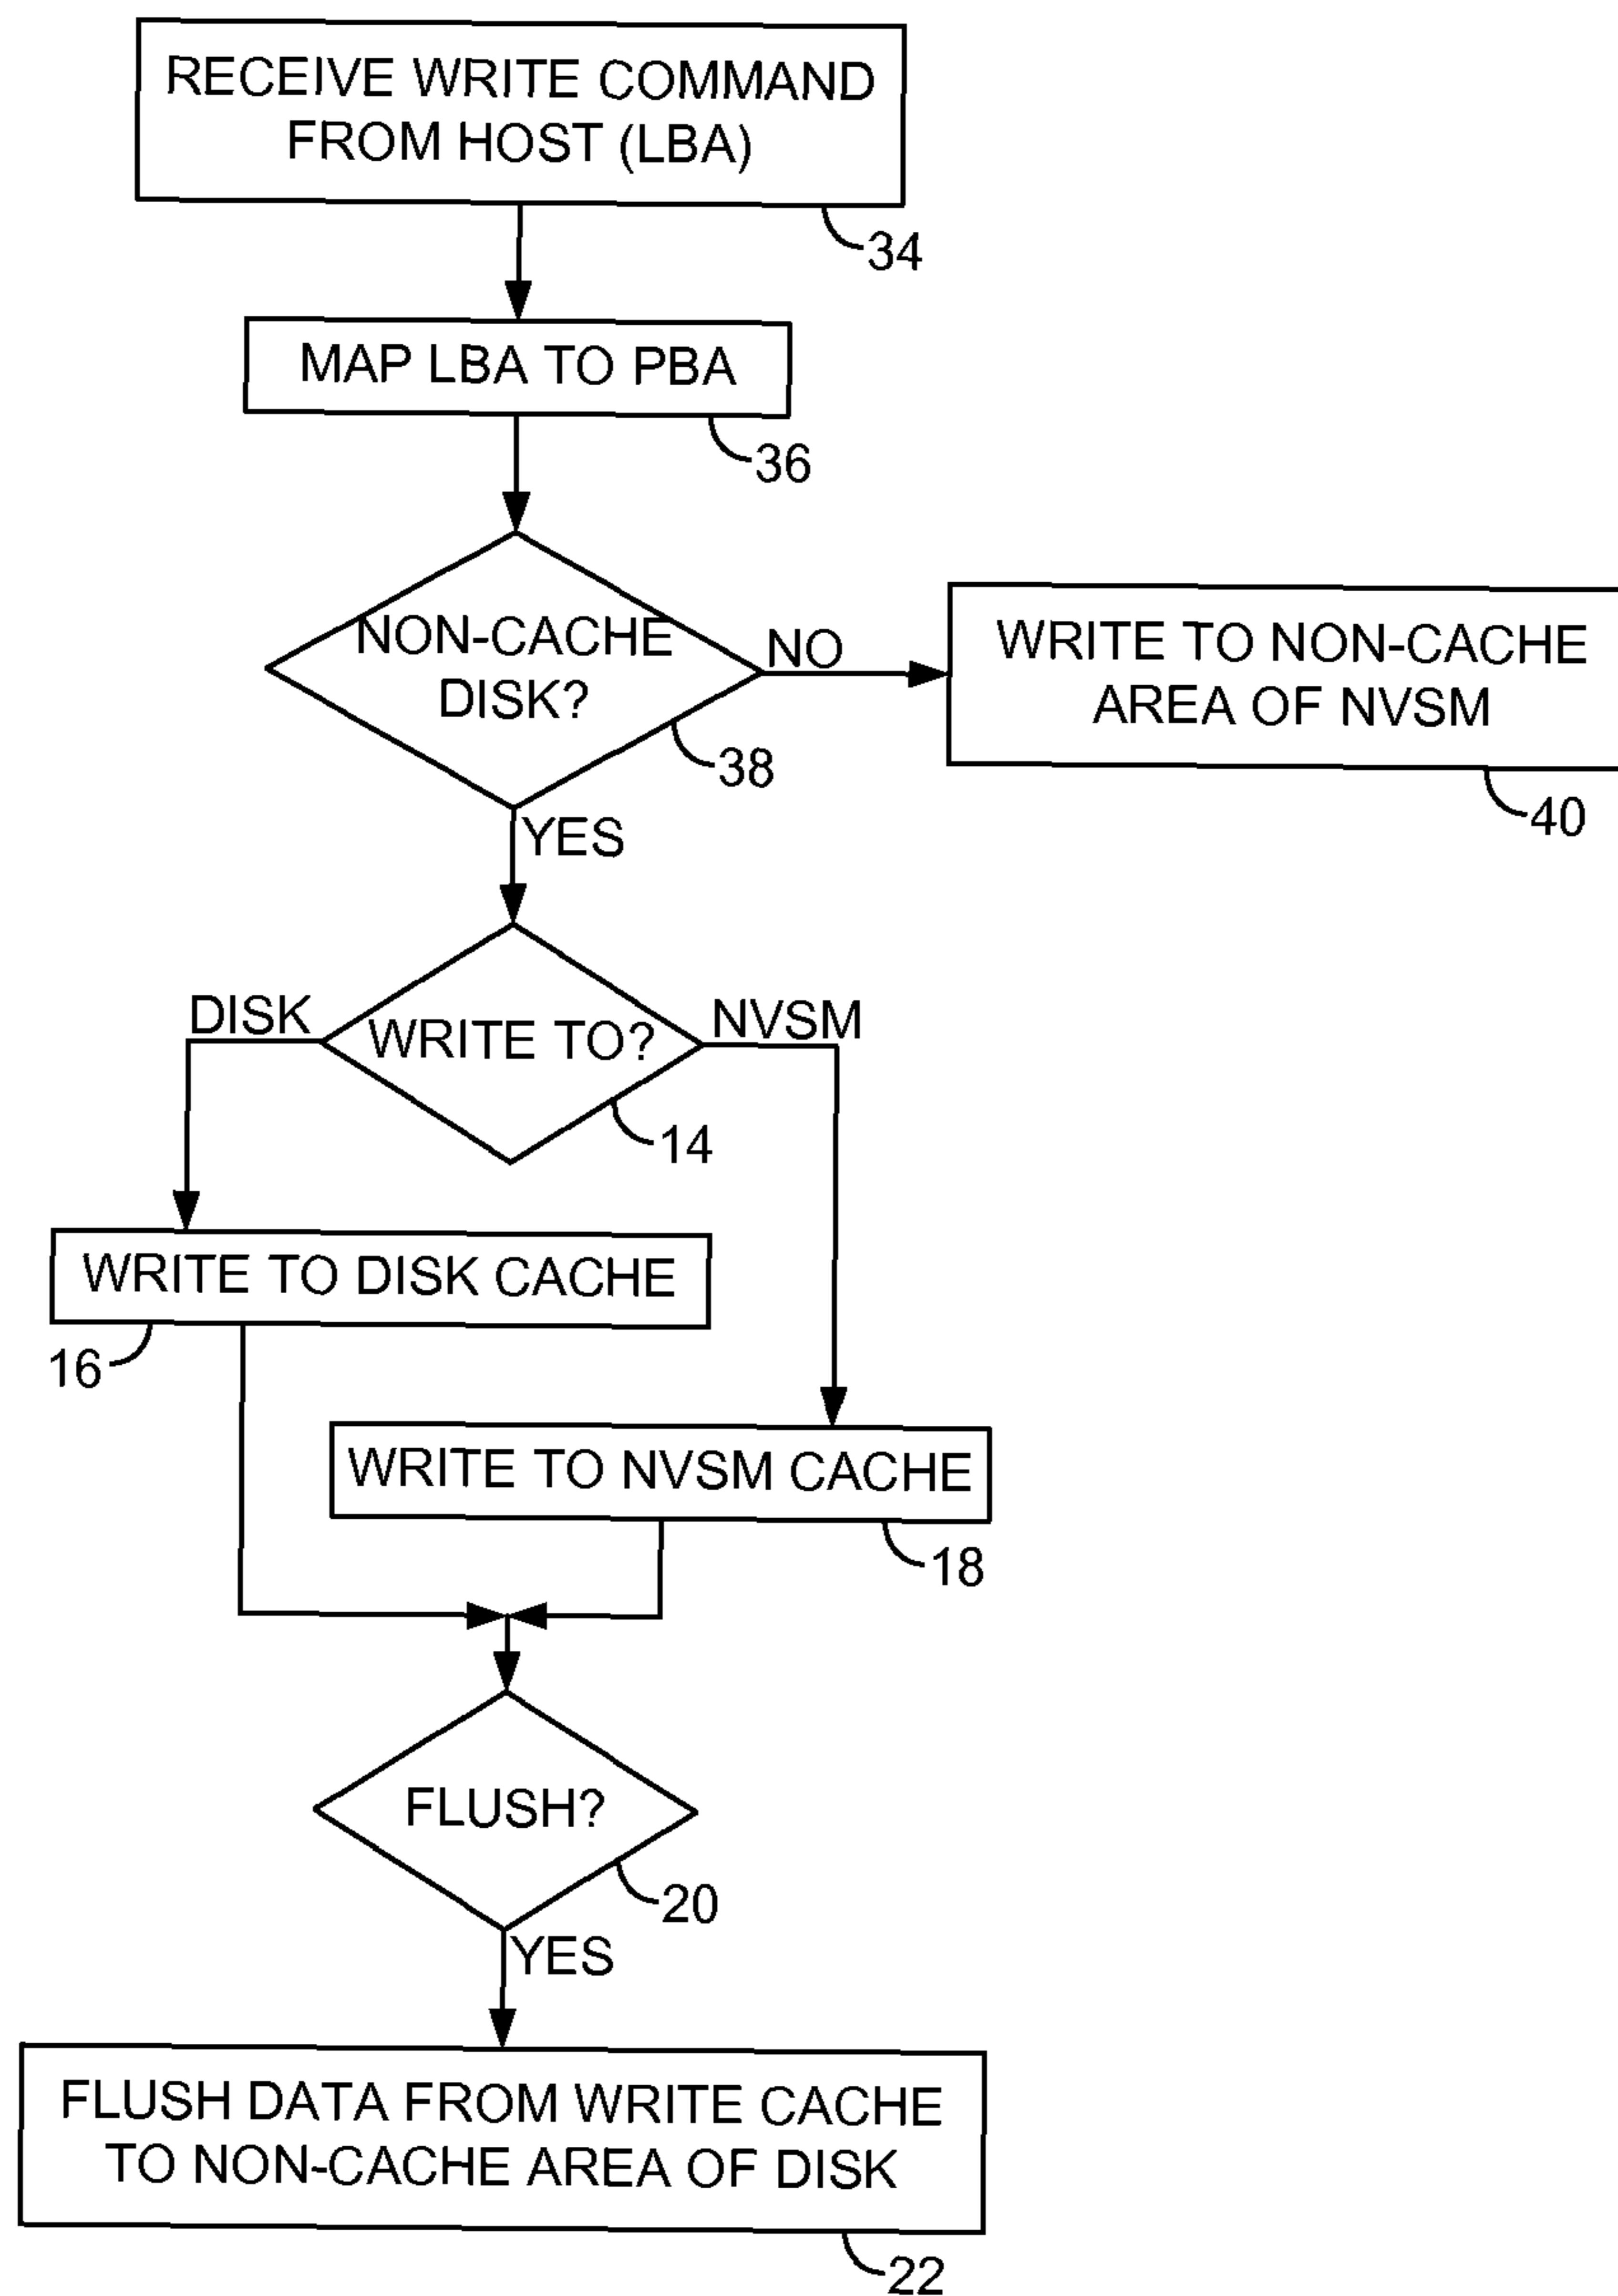 RECEIVE WRITE COMMAND
FROM HOST (LBA)
34
MAP LBA TO PBA
36
NON-CACHE
DISK?
38
NO
WRITE TO NON-CACHE
AREA OF NVSM
40
YES
DISK
WRITE TO?
NVSM
14
WRITE TO DISK CACHE
16
WRITE TO NVSM CACHE
18
FLUSH?
20
YES
FLUSH DATA FROM WRITE CACHE
TO NON-CACHE AREA OF DISK
22